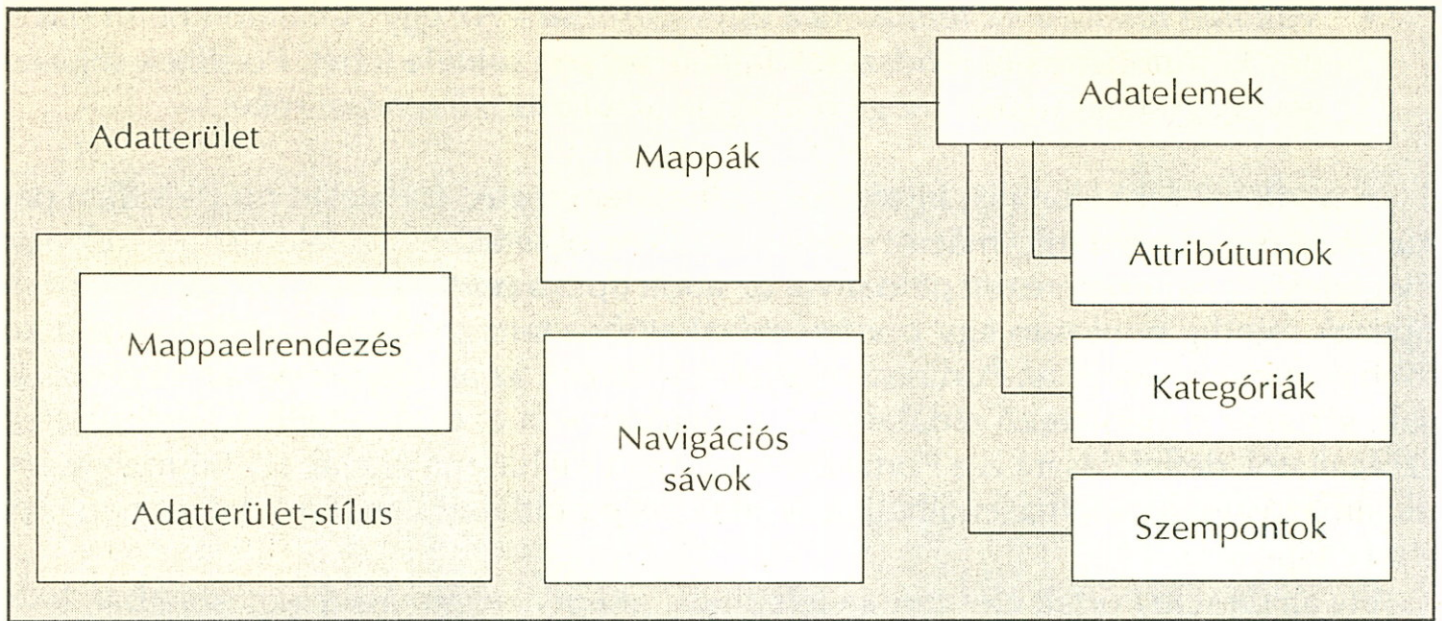 Adatterület
Mappaelrendezés
Adatterület-stílus
Mappák
Navigációs
sávok
Adatelemek
Attribútumok
Kategóriák
Szempontok